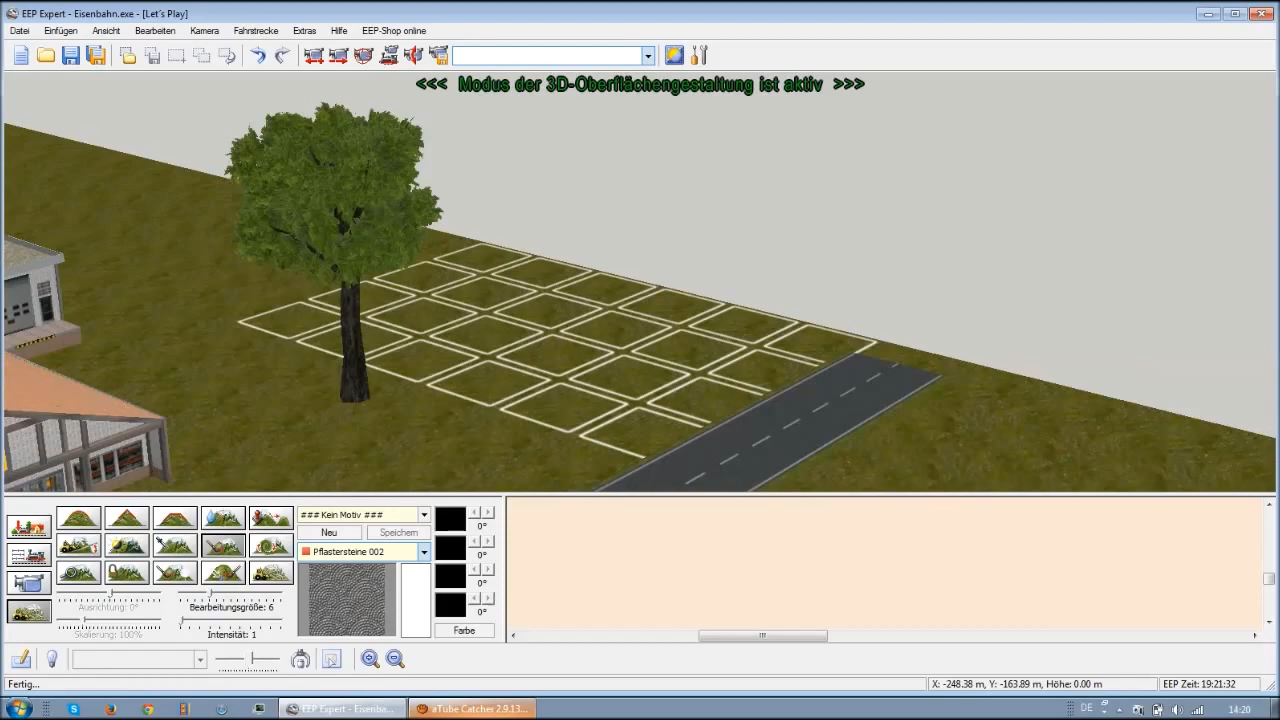 EEP Expert - Eisenbahn.exe - [Let´s Play]
Datei Einfügen Ansicht Bearbeiten Kamera Fahrstrecke Extras Hilfe EEP-Shop online
<<< Modus der 3D-Oberflächengestaltung ist aktiv >>>
### Kein Motiv ###
0°
Neu Speichern
Pflastersteine 002
0°
0°
Ausrichtung: 0° Bearbeitungsgröße: 6
0°
Skalierung: 100% Intensität: 1
Farbe
Fertig...
X: -248.38 m, Y: -163.89 m, Höhe: 0.00 m
EEP Zeit: 19:21:32
EEP Expert - Eisenba...
aTube Catcher 2.9.13...
DE
14:20